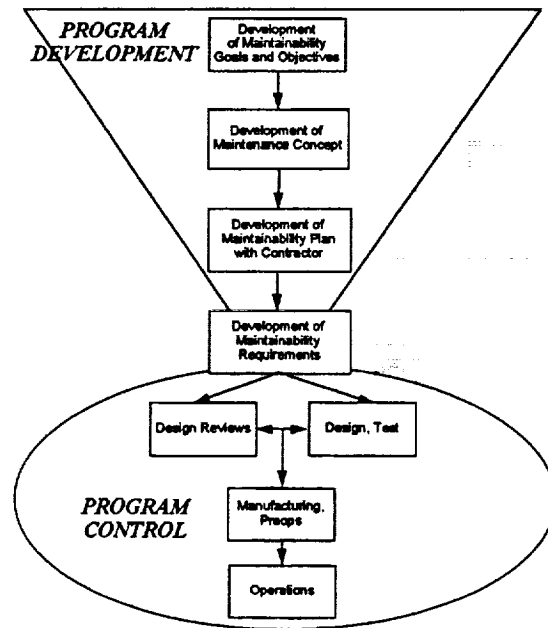 PROGRAM
DEVELOPMENT
Development
of Maintainability
Goals and Objectives
Development of
Maintenance Concept
Development of
Maintainability Plan
with Contractor
Development of
Maintainability
Requirements
Design Reviews
Design, Test
PROGRAM
CONTROL
Manufacturing,
Preops
Operations